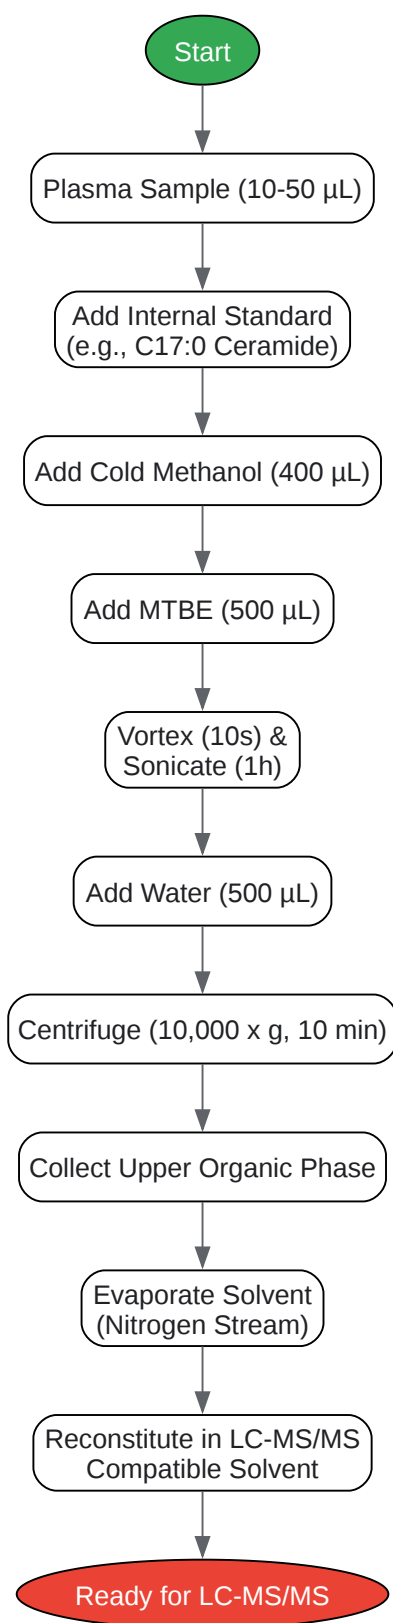 Start
Plasma Sample (10-50 µL)
Add Internal Standard
(e.g., C17:0 Ceramide)
Add Cold Methanol (400 µL)
Add MTBE (500 µL)
Vortex (10s) &
Sonicate (1h)
Add Water (500 µL)
Centrifuge (10,000 x g, 10 min)
Collect Upper Organic Phase
Evaporate Solvent
(Nitrogen Stream)
Reconstitute in LC-MS/MS
Compatible Solvent
Ready for LC-MS/MS